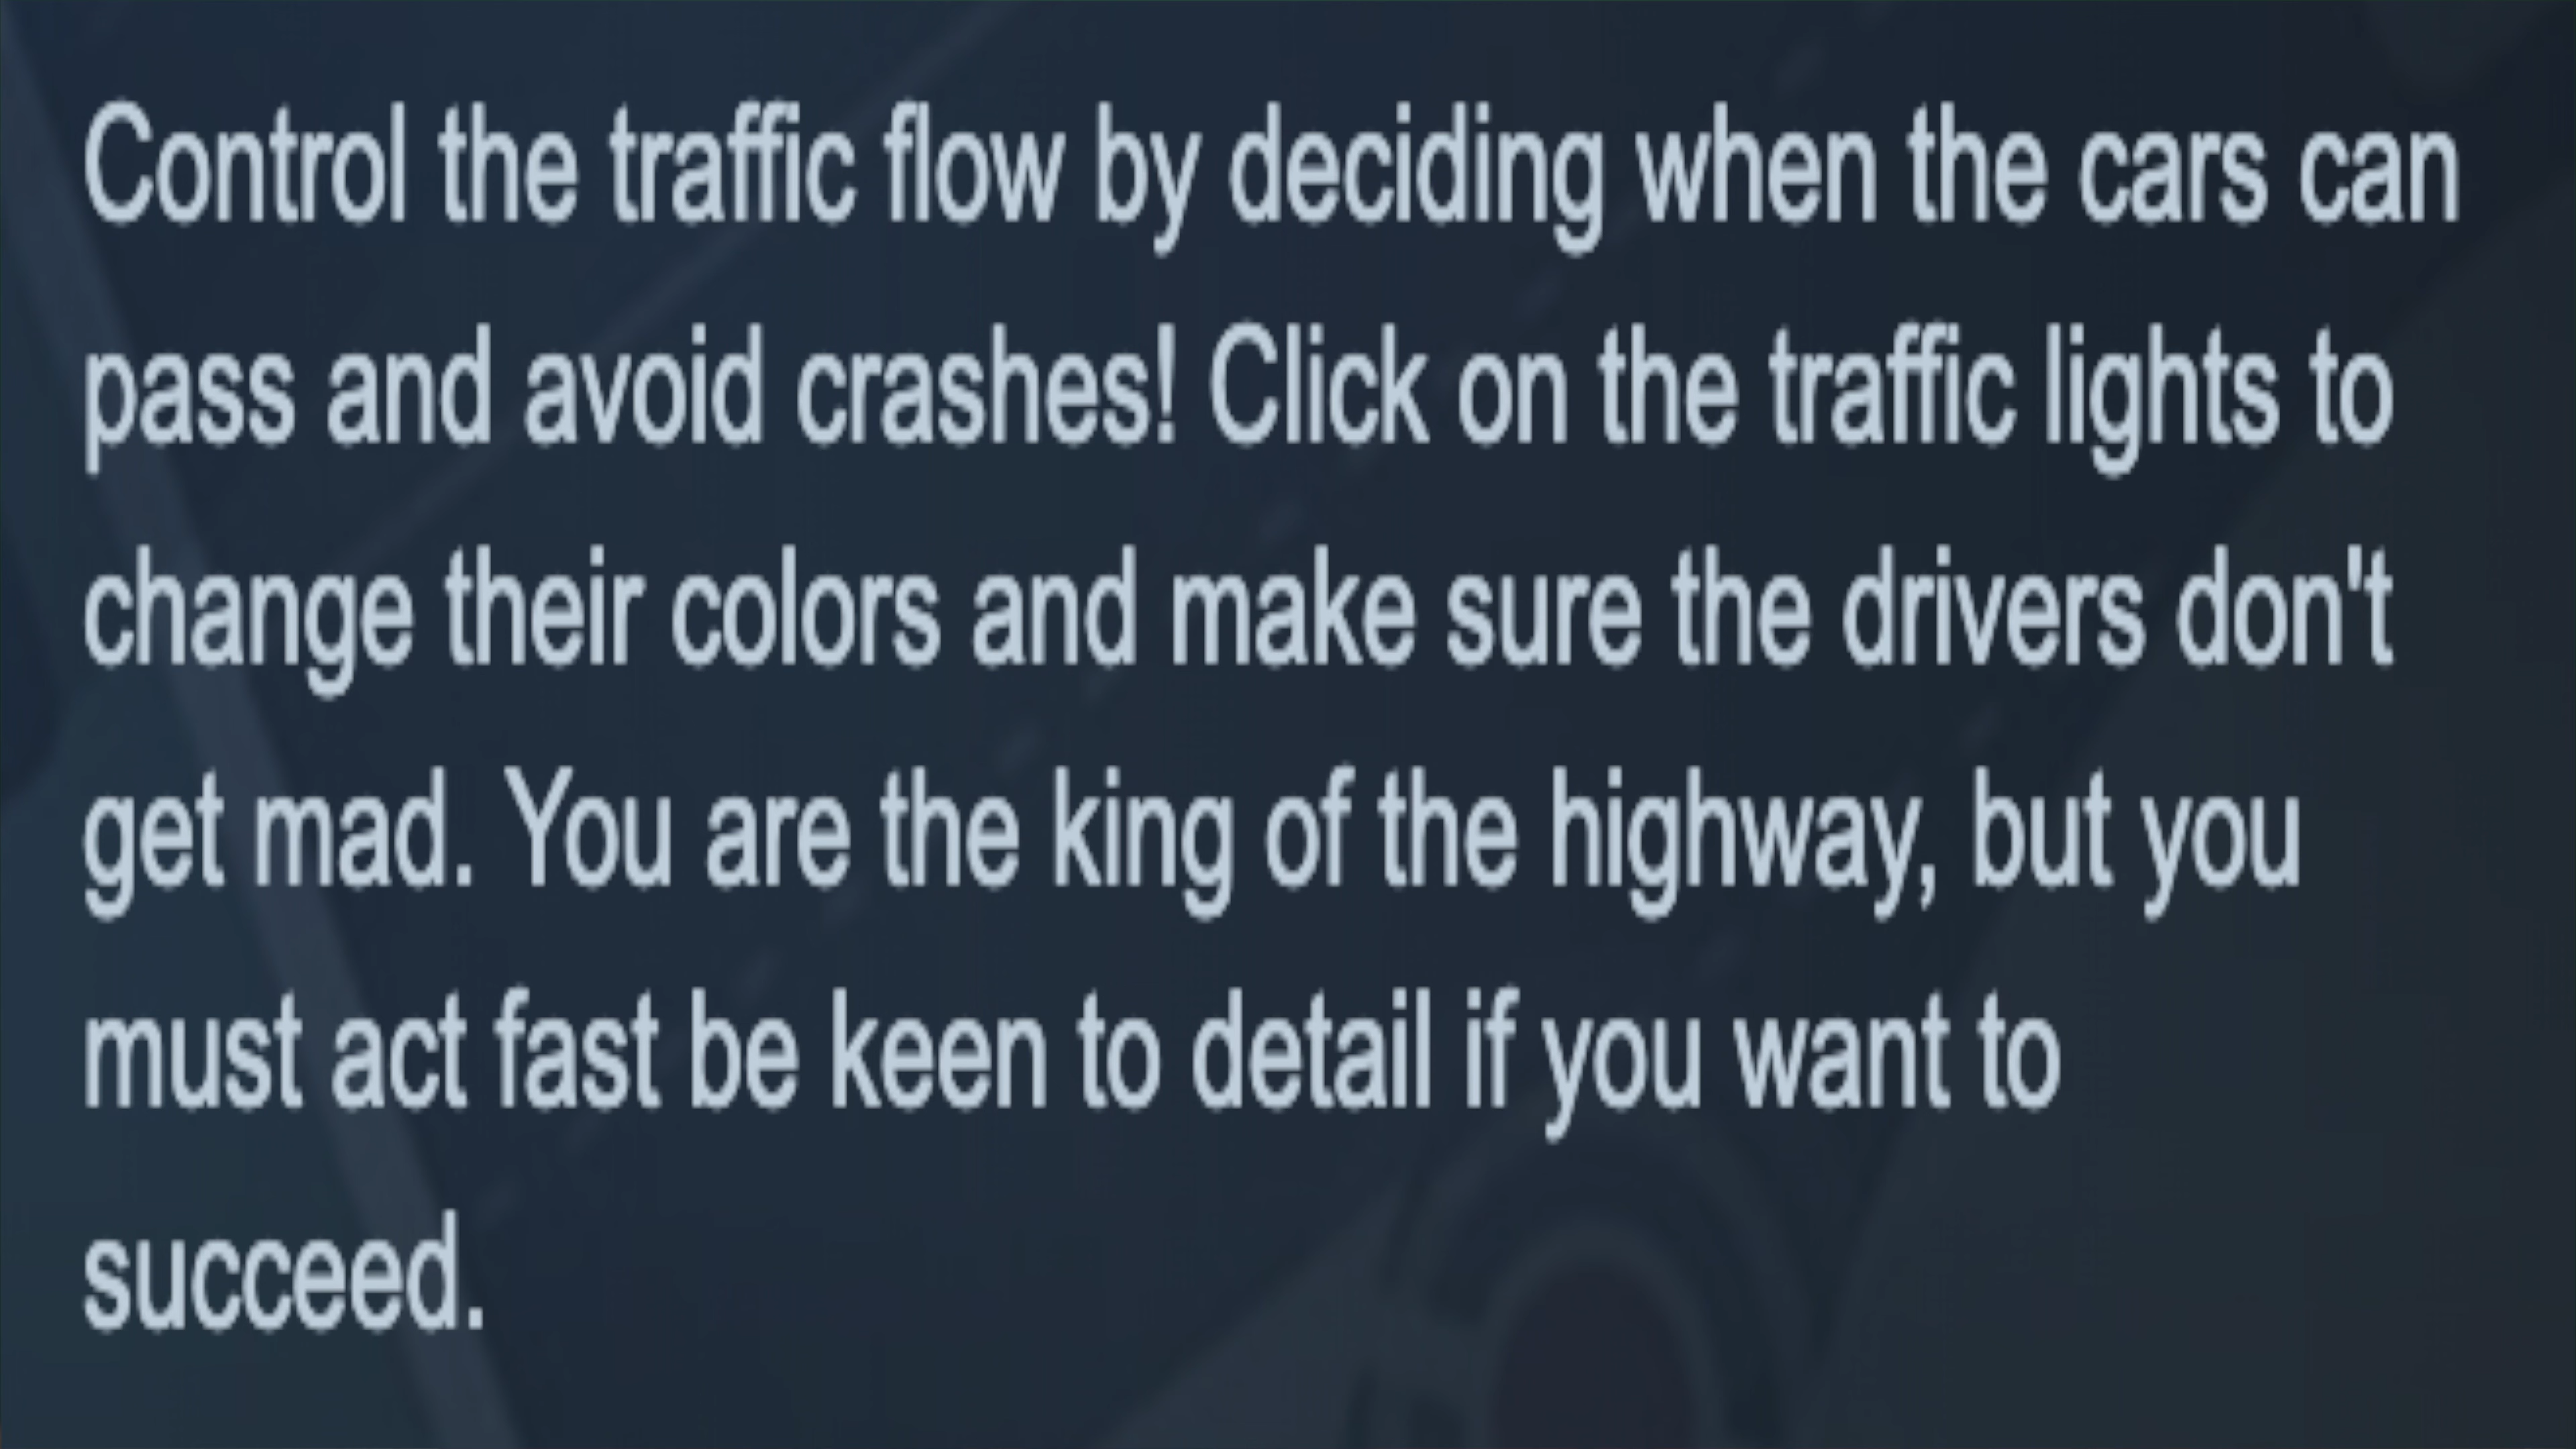 Control the traffic flow by deciding when the cars can
pass and avoid crashes! Click on the traffic lights to
change their colors and make sure the drivers don't
get mad. You are the king of the highway, but you
must act fast be keen to detail if you want to
succeed.